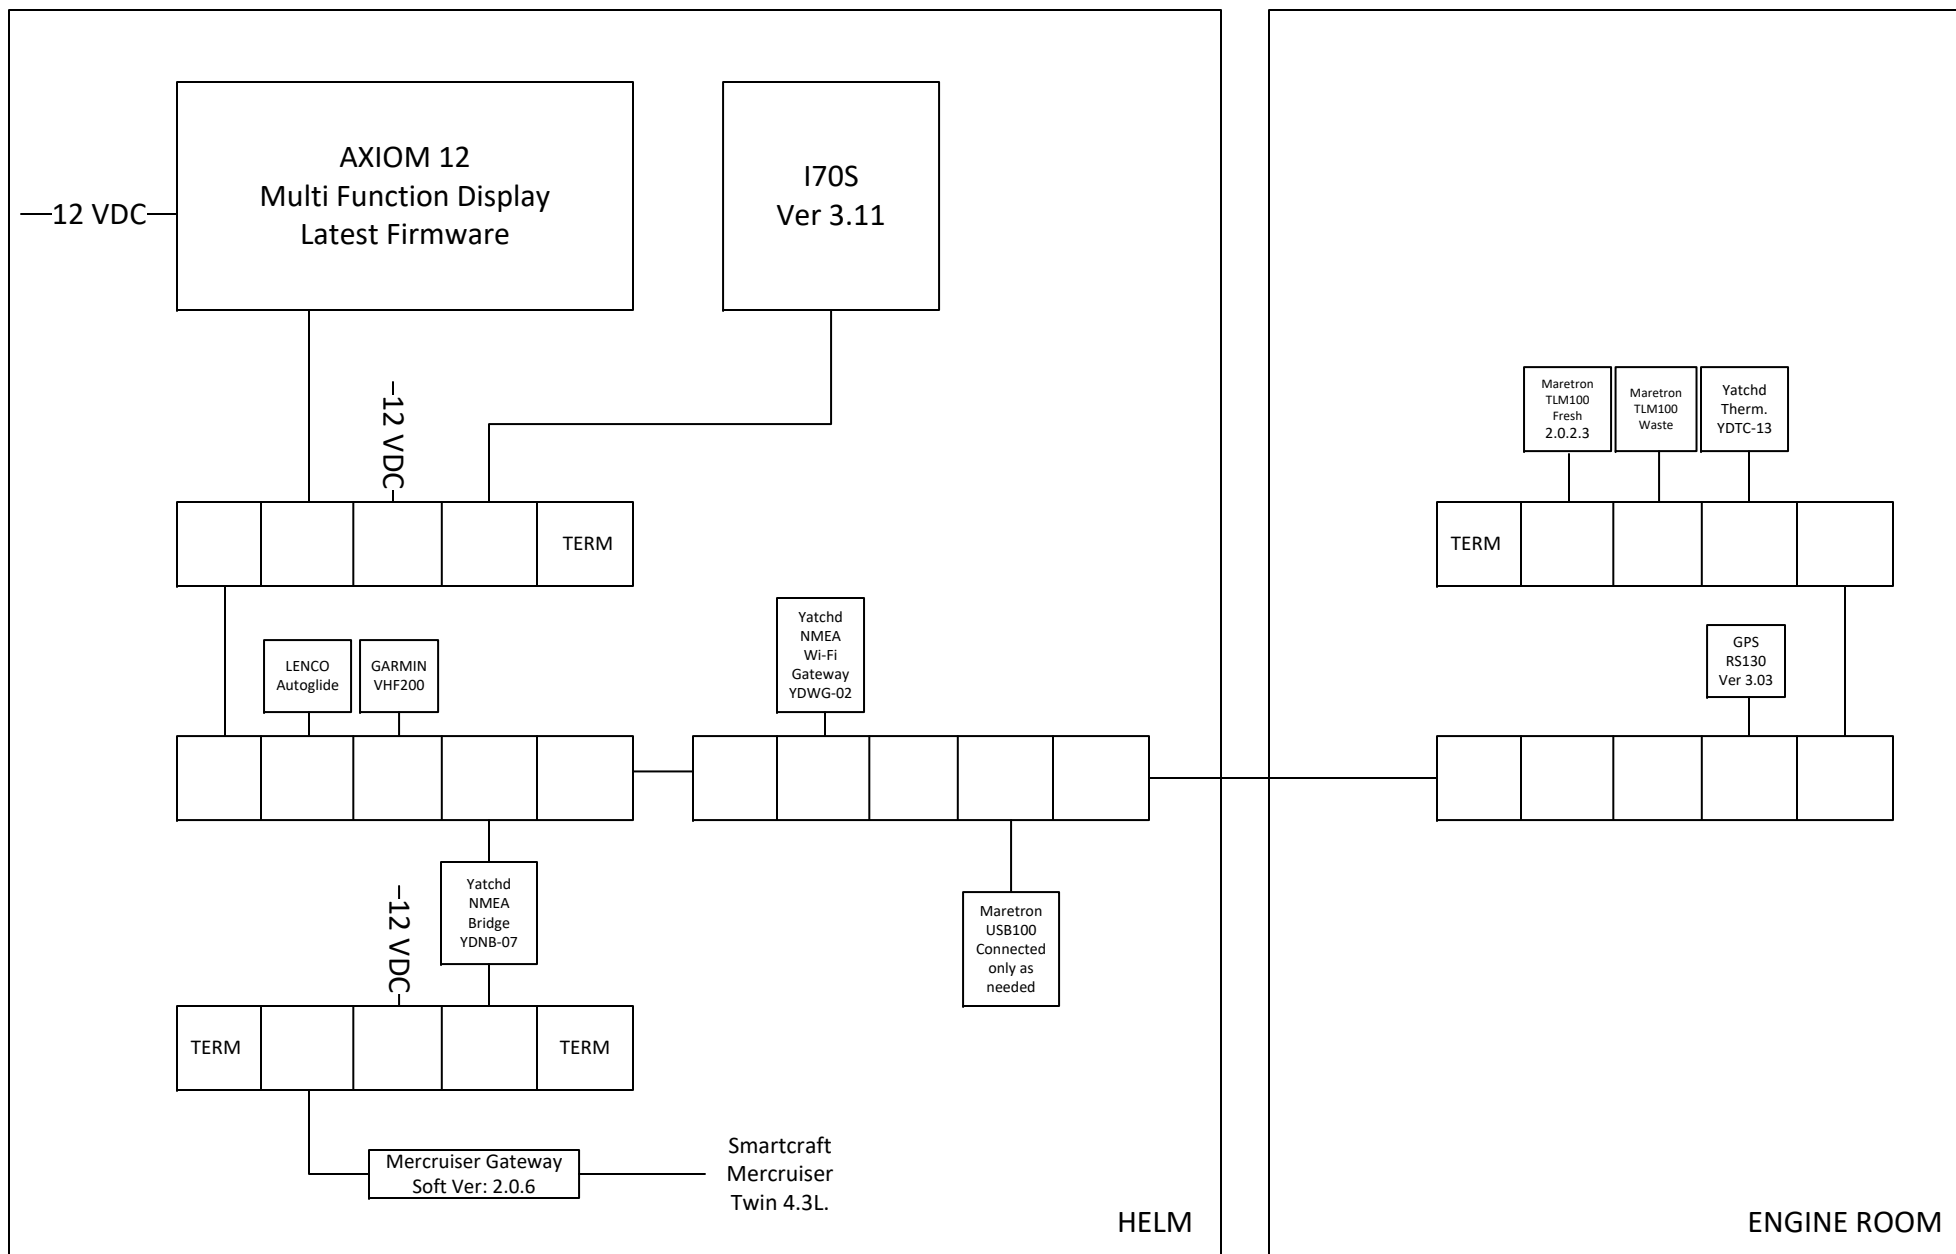 AXIOM 12
Multi Function Display
Latest Firmware
12 VDC
I70S
Ver 3.11
12 VDC
TERM
LENCO
Autoglide
GARMIN
VHF200
Yatchd
NMEA
Wi-Fi
Gateway
YDWG-02
Yatchd
NMEA
Bridge
YDNB-07
12 VDC
Maretron
USB100
Connected
only as
needed
TERM
TERM
Mercruiser Gateway
Soft Ver: 2.0.6
Smartcraft
Mercruiser
Twin 4.3L.
HELM
Maretron
TLM100
Fresh
2.0.2.3
Maretron
TLM100
Waste
Yatchd
Therm.
YDTC-13
TERM
GPS
RS130
Ver 3.03
ENGINE ROOM